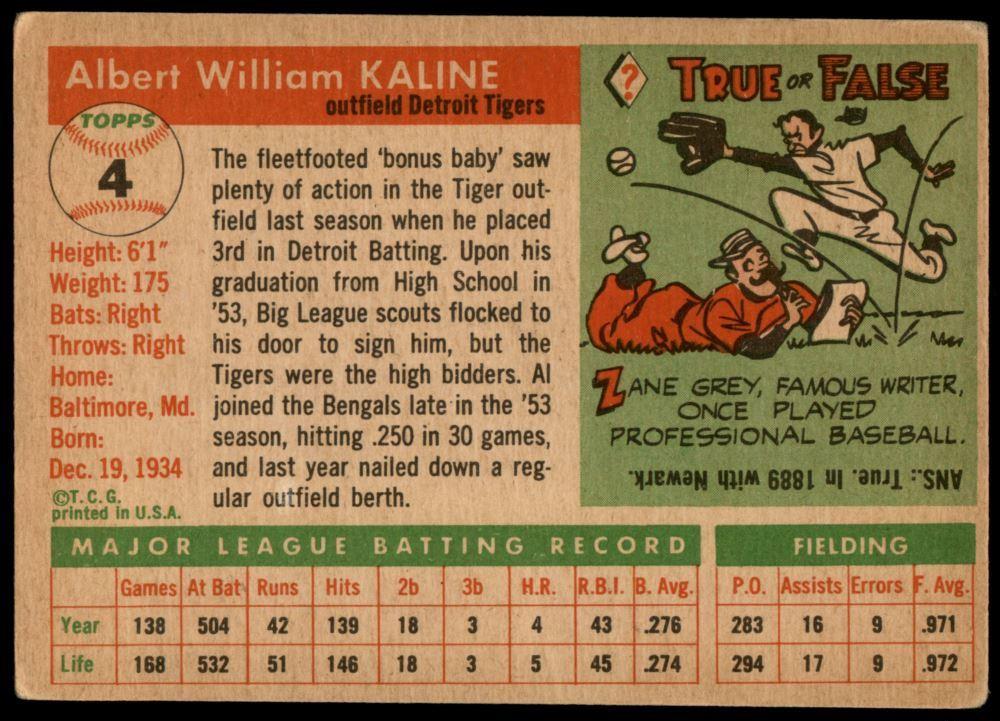 Albert William KALINE
outfield Detroit Tigers
TOPPS
4
Height: 6'1"
Weight: 175
Bats: Right
Throws: Right
Home:
Baltimore, Md.
Born:
Dec. 19, 1934
©T.C.G.
printed in U.S.A.
The fleetfooted 'bonus baby' saw
plenty of action in the Tiger out-
field last season when he placed
3rd in Detroit Batting. Upon his
graduation from High School in
'53, Big League scouts flocked to
his door to sign him, but the
Tigers were the high bidders. Al
joined the Bengals late in the '53
season, hitting .250 in 30 games,
and last year nailed down a reg-
ular outfield berth.
? TRUE OR FALSE
ZANE GREY, FAMOUS WRITER,
ONCE PLAYED
PROFESSIONAL BASEBALL.
ANS.: True. In 1889 with Newark.
MAJOR LEAGUE BATTING RECORD
Games At Bat Runs Hits 2b 3b H.R. R.B.I. B. Avg.
Year 138 504 42 139 18 3 4 43 .276
Life 168 532 51 146 18 3 5 45 .274
FIELDING
P.O. Assists Errors F. Avg.
283 16 9 .971
294 17 9 .972